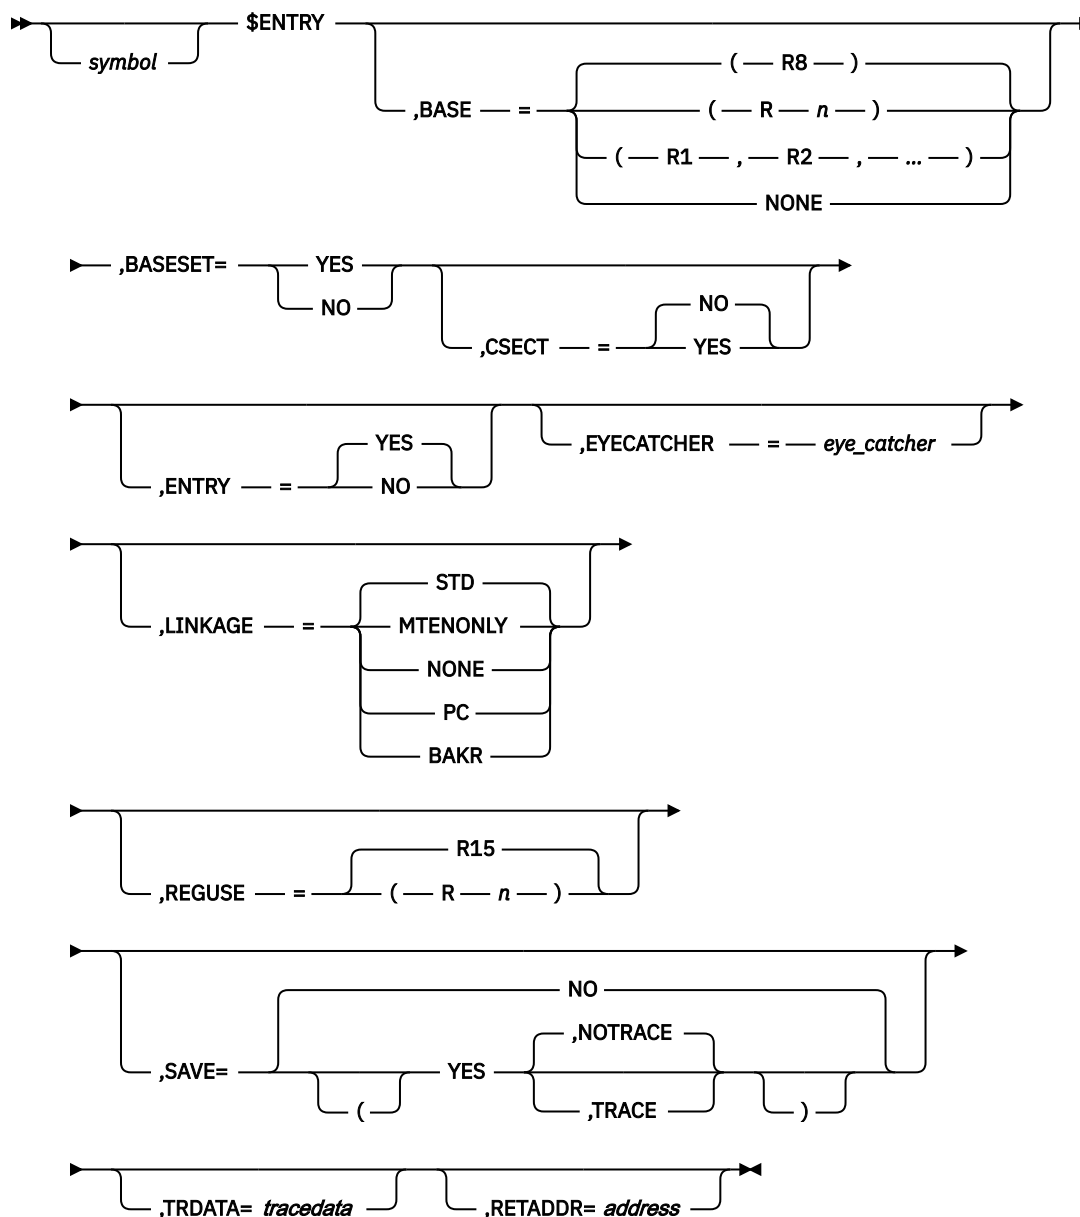 $ENTRY
symbol
( R8 )
,BASE = ( R n )
( R1 , R2 , ... )
NONE
,BASESET= YES
NO
NO
,CSECT = YES
YES
,ENTRY = NO
,EYECATCHER = eye_catcher
STD
,LINKAGE = MTENONLY
NONE
PC
BAKR
R15
,REGUSE = ( R n )
NO
,NOTRACE
,SAVE= ( YES ,TRACE )
,TRDATA= tracedata ,RETADDR= address